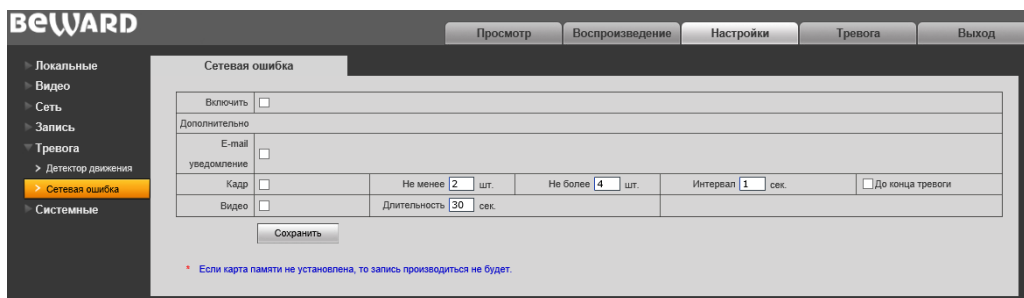 BEWARD
Просмотр Воспроизведение Настройки Тревога Выход
Локальные
Видео
Сеть
Запись
Тревога
> Детектор движения
> Сетевая ошибка
Системные
Сетевая ошибка
Включить
Дополнительно
E-mail
уведомление
Кадр Не менее 2 шт. Не более 4 шт. Интервал 1 сек. До конца тревоги
Видео Длительность 30 сек.
Сохранить
* Если карта памяти не установлена, то запись производиться не будет.